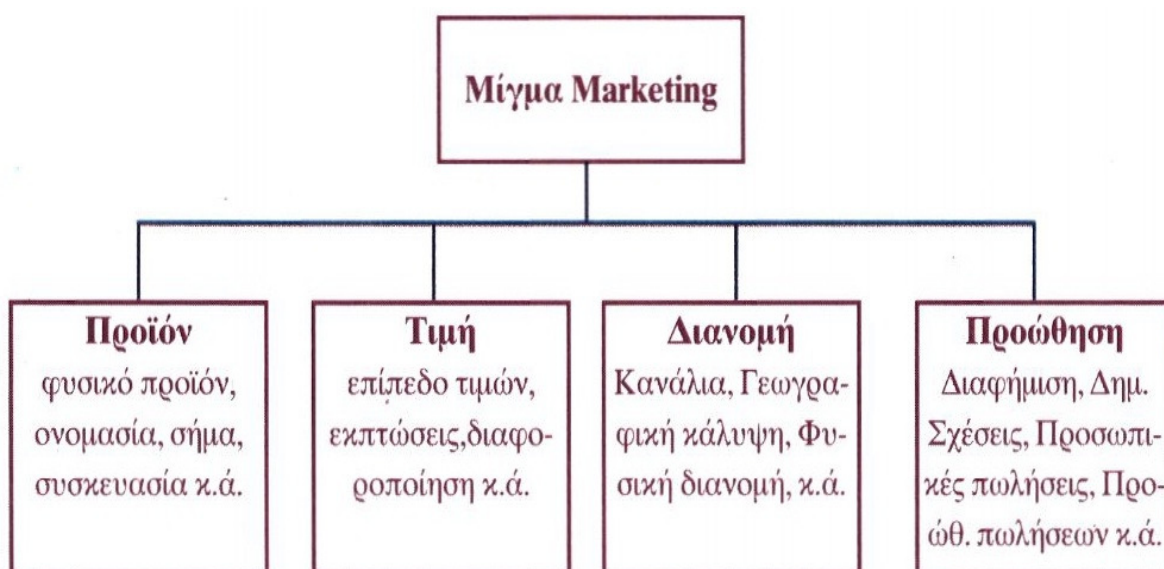 Μίγμα Marketing
Προϊόν
φυσικό προϊόν,
ονομασία, σήμα,
συσκευασία κ.ά.
Τιμή
επίπεδο τιμών,
εκπτώσεις,διαφο-
ροποίηση κ.ά.
Διανομή
Κανάλια, Γεωγρα-
φική κάλυψη, Φυ-
σική διανομή, κ.ά.
Προώθηση
Διαφήμιση, Δημ.
Σχέσεις, Προσωπι-
κές πωλήσεις, Προ-
ώθ. πωλήσεων κ.ά.